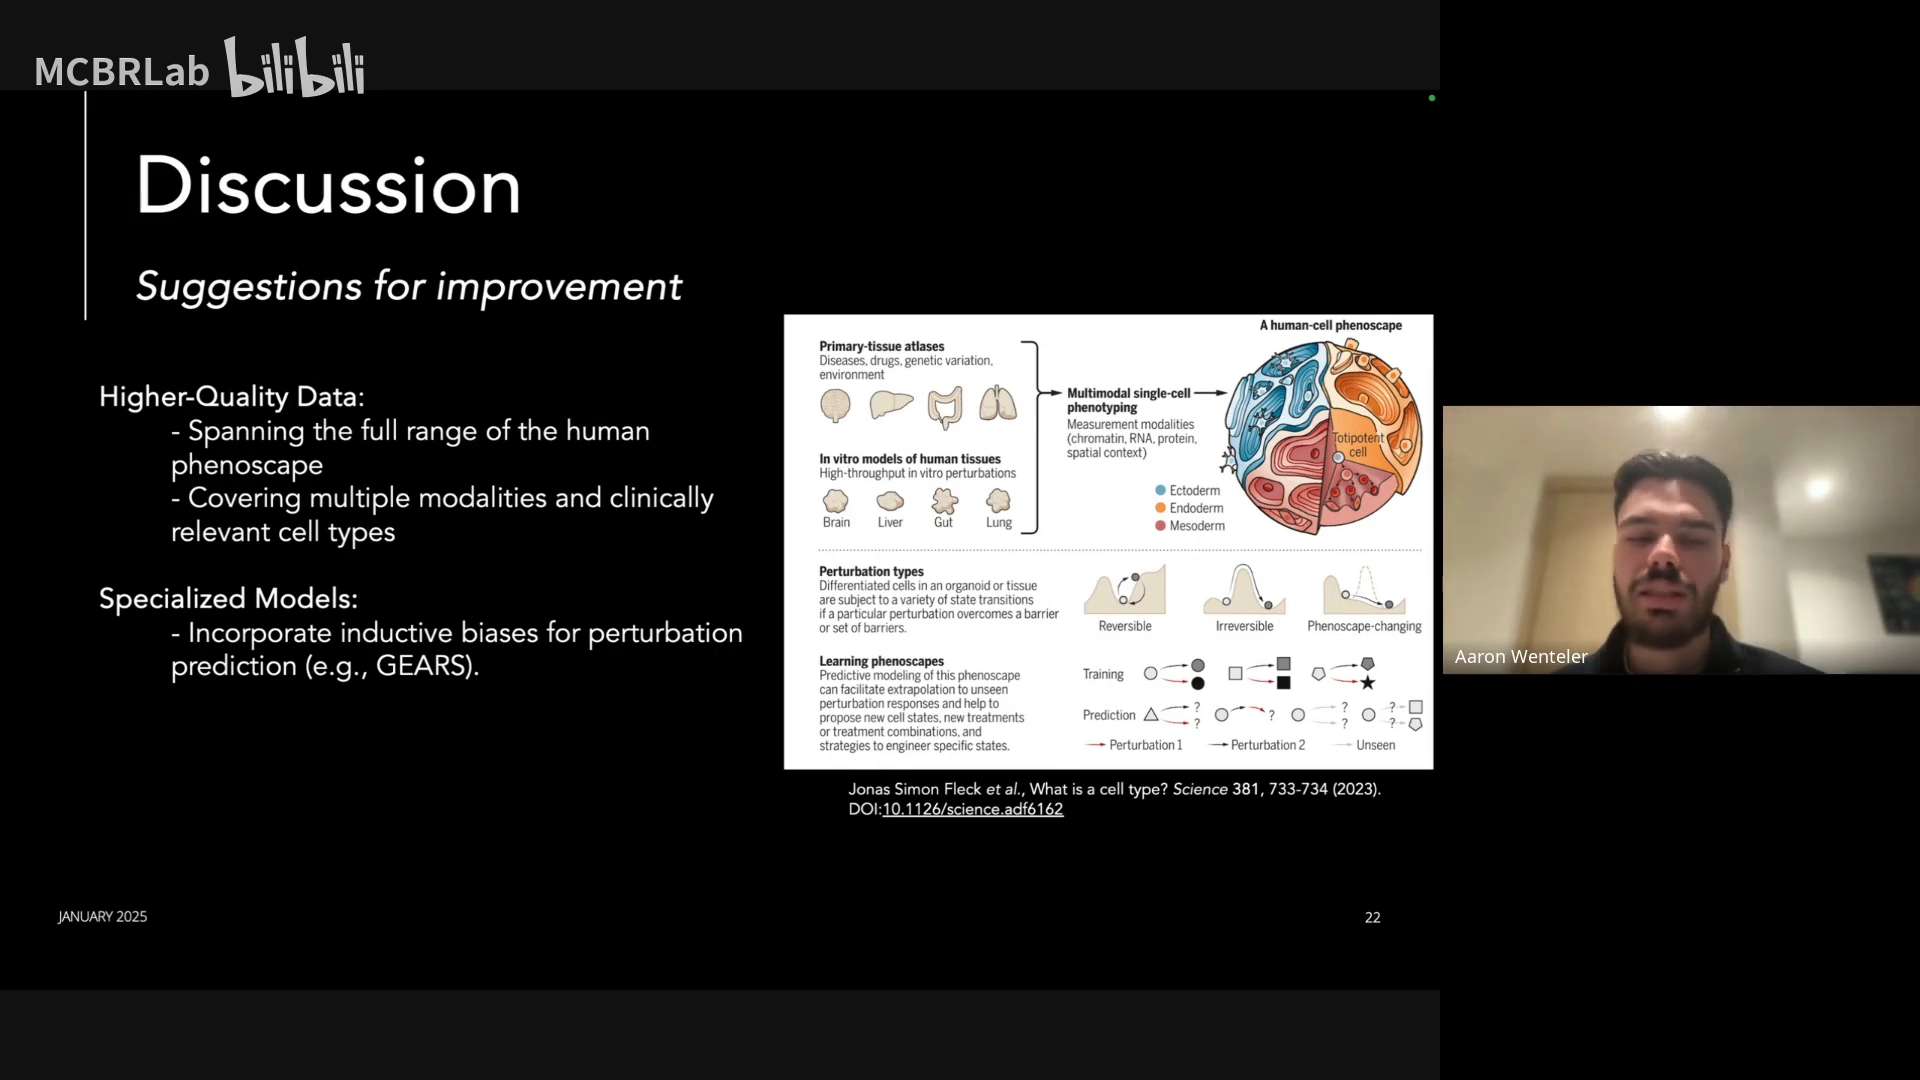 MCBRLab bilibili
Discussion
Suggestions for improvement
Higher-Quality Data:
- Spanning the full range of the human
phenoscape
- Covering multiple modalities and clinically
relevant cell types
Specialized Models:
- Incorporate inductive biases for perturbation
prediction (e.g., GEARS).
A human-cell phenoscape
Primary-tissue atlases
Diseases, drugs, genetic variation,
environment
Multimodal single-cell
phenotyping
Measurement modalities
(chromatin, RNA, protein,
spatial context)
Totipotent
cell
In vitro models of human tissues
High-throughput in vitro perturbations
Brain Liver Gut Lung
Ectoderm
Endoderm
Mesoderm
Perturbation types
Differentiated cells in an organoid or tissue
are subject to a variety of state transitions
if a particular perturbation overcomes a barrier
or set of barriers.
Reversible Irreversible Phenoscape-changing
Learning phenoscapes
Predictive modeling of this phenoscape
can facilitate extrapolation to unseen
perturbation responses and help to
propose new cell states, new treatments
or treatment combinations, and
strategies to engineer specific states.
Training
Prediction ? ? ? ? ? ? ?
Perturbation 1 Perturbation 2 Unseen
Jonas Simon Fleck et al., What is a cell type? Science 381, 733-734 (2023).
DOI:10.1126/science.adf6162
Aaron Wenteler
JANUARY 2025
22